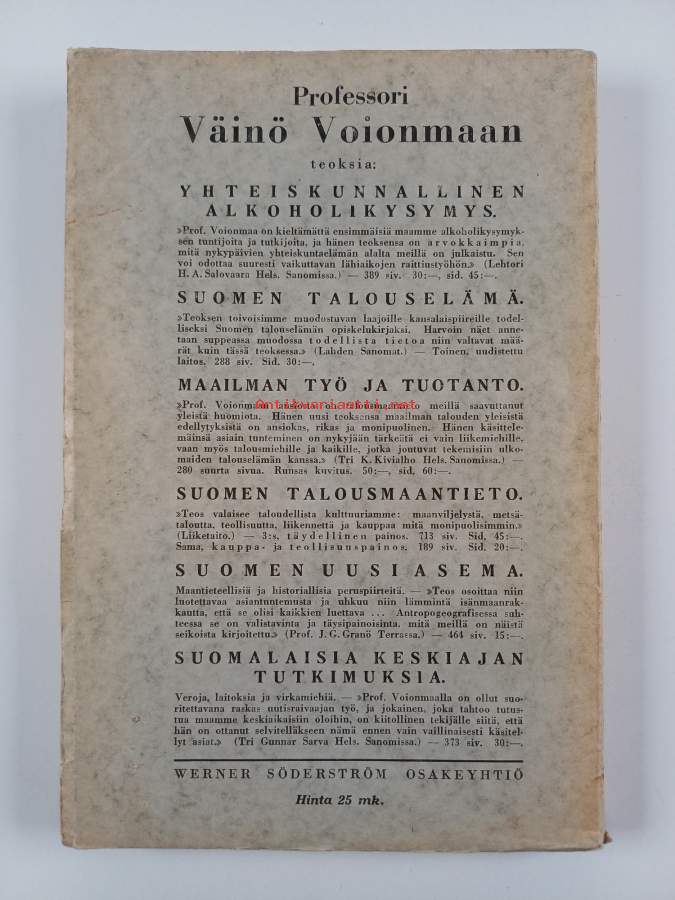 Professori
Väinö Voionmaan
teoksia:
YHTEISKUNNALLINEN
ALKOHOLIKYSYMYS.
»Prof. Voionmaa on kieltämättä ensimmäisiä maamme alkoholikysymyk-
sen tuntijoita ja tutkijoita, ja hänen teoksensa on arvokkaimpia,
mitä nykypäivien yhteiskuntaelämän alalta meillä on julkaistu. Sen
voi odottaa suuresti vaikuttavan lähiaikojen raittiustyöhön.» (Lehtori
H. A. Salovaara Hels. Sanomissa.) — 389 siv. 30:—, sid. 45:—.
SUOMEN TALOUSELÄMÄ.
»Teoksen toivoisimme muodostuvan laajoille kansalaispiireille todel-
liseksi Suomen talouselämän opiskelukirjaksi. Harvoin näet anne-
taan suppeassa muodossa todellista tietoa niin valtavat mää-
rät kuin tässä teoksessa.» (Lahden Sanomat.) — Toinen, uudistettu
laitos. 288 siv. Sid. 30:—.
MAAILMAN TYÖ JA TUOTANTO.
Antikvariaatti.net
»Prof. Voionmaan ansiokas talousmaantieto meillä saavuttanut
yleistä huomiota. Hänen uusi teoksensa maailman talouden yleisistä
edellytyksistä on ansiokas, rikas ja monipuolinen. Hänen käsittele-
mäinsä asiain tunteminen on nykyjään tärkeätä ei vain liikemiehille,
vaan myös talousmiehille ja kaikille, jotka joutuvat tekemisiin ulko-
maiden talouselämän kanssa.» (Tri K. Kivialho Hels. Sanomissa.) —
280 suurta sivua. Runsas kuvitus. 50:—, sid. 60:—.
SUOMEN TALOUSMAANTIETO.
»Teos valaisee taloudellista kulttuuriamme: maanviljelystä, metsä-
taloutta, teollisuutta, liikennettä ja kauppaa mitä monipuolisimmin.»
(Liiketaito.) — 3:s, täydellinen painos. 713 siv. Sid. 45:—.
Sama, kauppa- ja teollisuuspainos. 189 siv. Sid. 20:—.
SUOMEN UUSI ASEMA.
Maantieteellisiä ja historiallisia peruspiirteitä. — »Teos osoittaa niin
luotettavaa asiantuntemusta ja uhkuu niin lämmintä isänmaanrak-
kautta, että se olisi kaikkien luettava ... Antropogeografisessa suh-
teessa se on valistavinta ja täysipainoisinta, mitä meillä on näistä
seikoista kirjoitettu.» (Prof. J. G. Granö Terrassa.) — 464 siv. 15:—.
SUOMALAISIA KESKIAJAN
TUTKIMUKSIA.
Veroja, laitoksia ja virkamiehiä. — »Prof. Voionmaalla on ollut suo-
ritettavana raskas uutisraivaajan työ, ja jokainen, joka tahtoo tutus-
tua maamme keskiaikaisiin oloihin, on kiitollinen tekijälle siitä, että
hän on ottanut selvitelläkseen nämä ennen vain vaillinaisesti käsitel-
lyt asiat.» (Tri Gunnar Sarva Hels. Sanomissa.) — 373 siv. 30:—.
WERNER SÖDERSTRÖM OSAKEYHTIÖ
Hinta 25 mk.